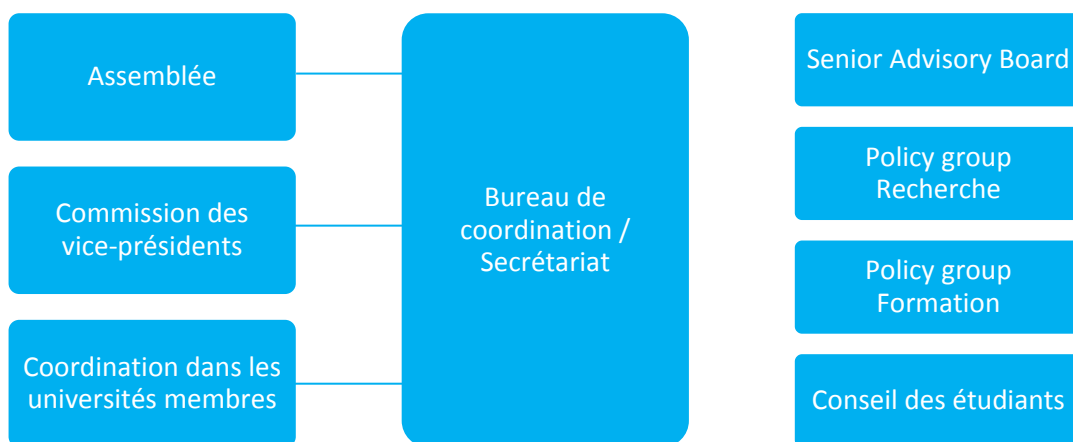 Assemblée
Commission des
vice-présidents
Coordination dans les
universités membres
Bureau de
coordination /
Secrétariat
Senior Advisory Board
Policy group
Recherche
Policy group
Formation
Conseil des étudiants